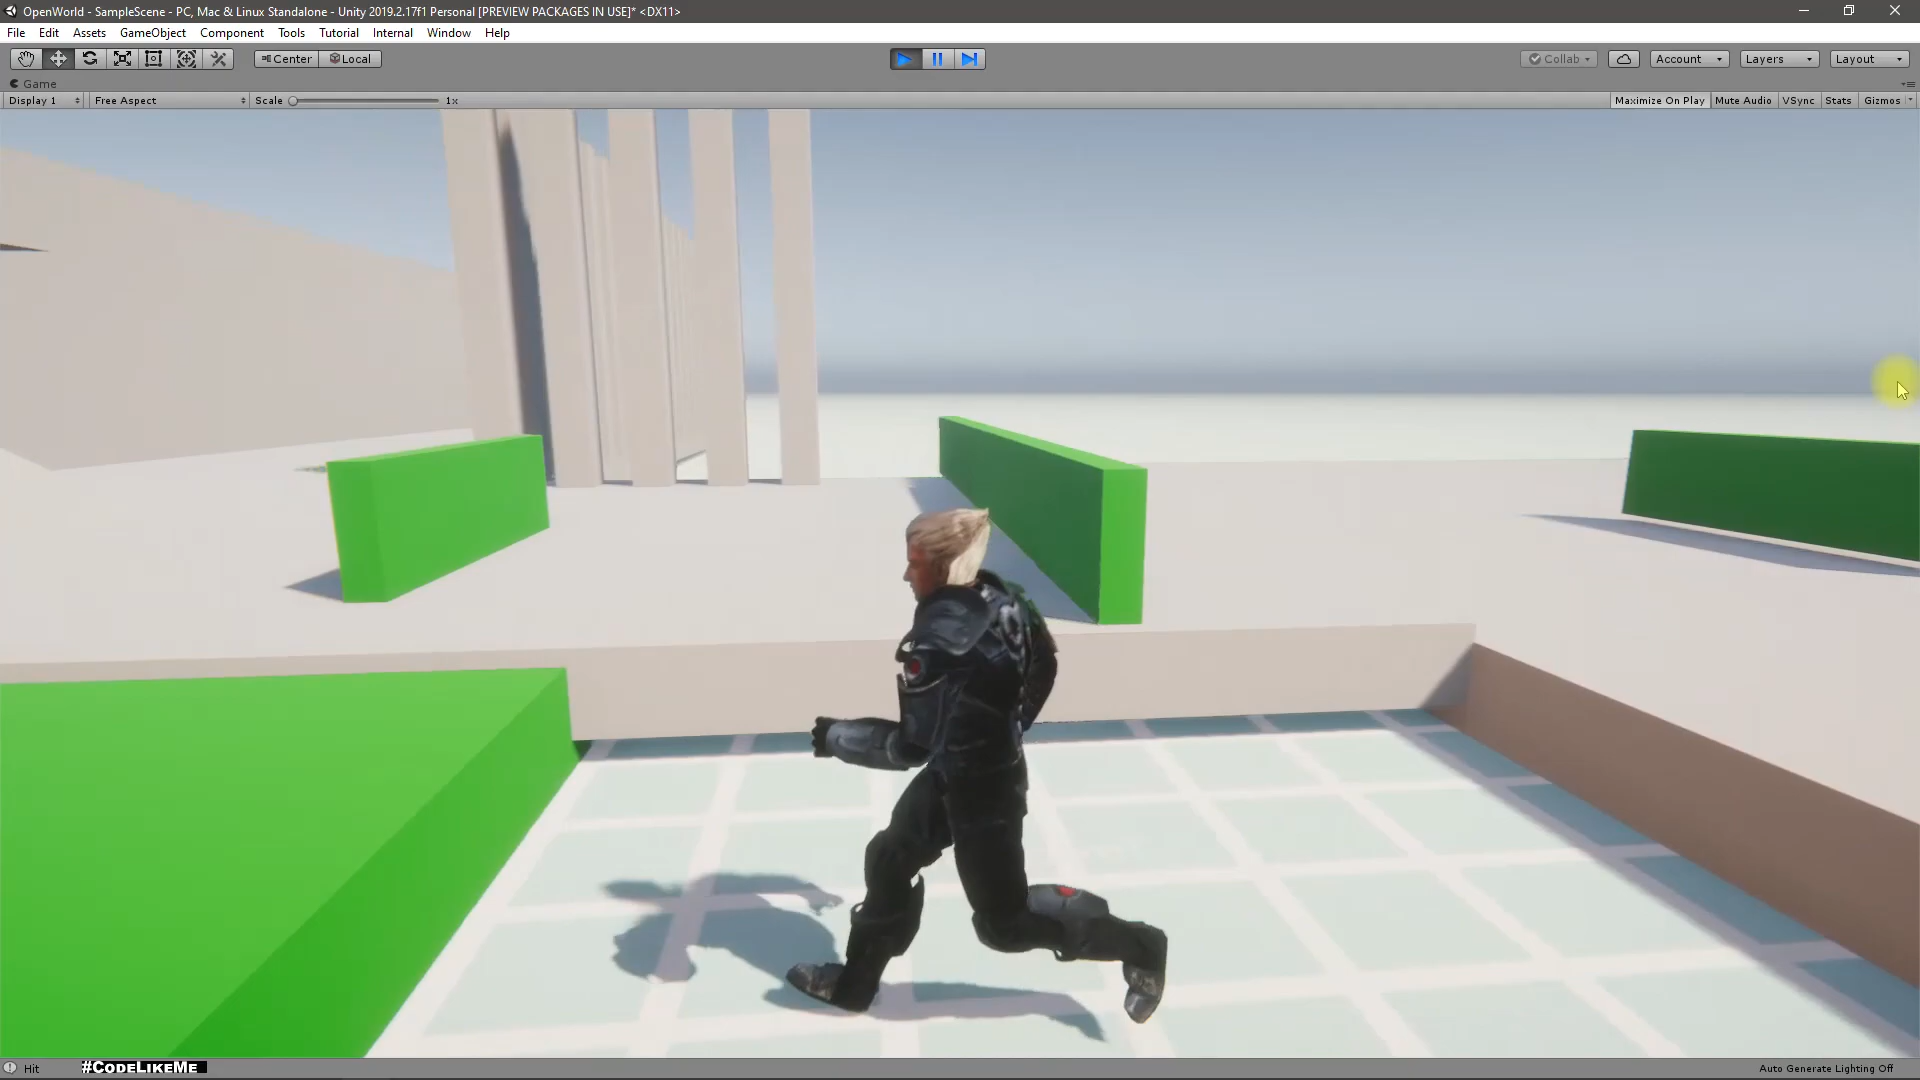 OpenWorld - SampleScene - PC, Mac & Linux Standalone - Unity 2019.2.17f1 Personal [PREVIEW PACKAGES IN USE]* <DX11>
File Edit Assets GameObject Component Tools Tutorial Internal Window Help
Center Local Collab Account Layers Layout
Game
Display 1 Free Aspect Scale 1x Maximize On Play Mute Audio VSync Stats Gizmos
Hit #CodeLikeMe Auto Generate Lighting Off